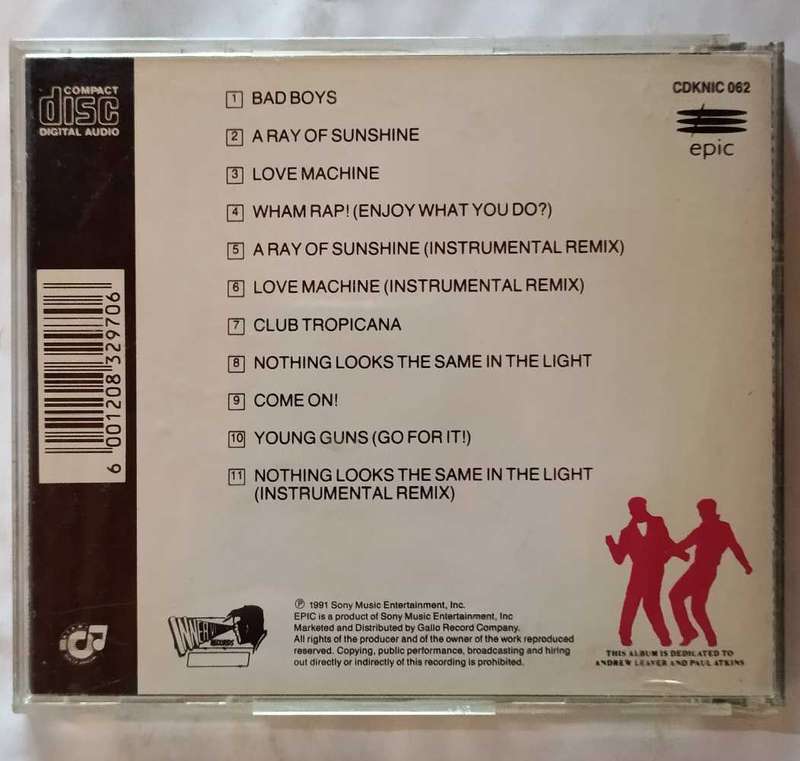 COMPACT
disc
DIGITAL AUDIO
CDKNIC 062
epic
1 BAD BOYS
2 A RAY OF SUNSHINE
3 LOVE MACHINE
4 WHAM RAP! (ENJOY WHAT YOU DO?)
5 A RAY OF SUNSHINE (INSTRUMENTAL REMIX)
6 LOVE MACHINE (INSTRUMENTAL REMIX)
7 CLUB TROPICANA
8 NOTHING LOOKS THE SAME IN THE LIGHT
9 COME ON!
10 YOUNG GUNS (GO FOR IT!)
11 NOTHING LOOKS THE SAME IN THE LIGHT
(INSTRUMENTAL REMIX)
6 001208 329706
INNERVISION
RECORDS
℗ 1991 Sony Music Entertainment, Inc.
EPIC is a product of Sony Music Entertainment, Inc
Marketed and Distributed by Gallo Record Company.
All rights of the producer and of the owner of the work reproduced
reserved. Copying, public performance, broadcasting and hiring
out directly or indirectly of this recording is prohibited.
THIS ALBUM IS DEDICATED TO
ANDREW LEAVER AND PAUL ATKINS